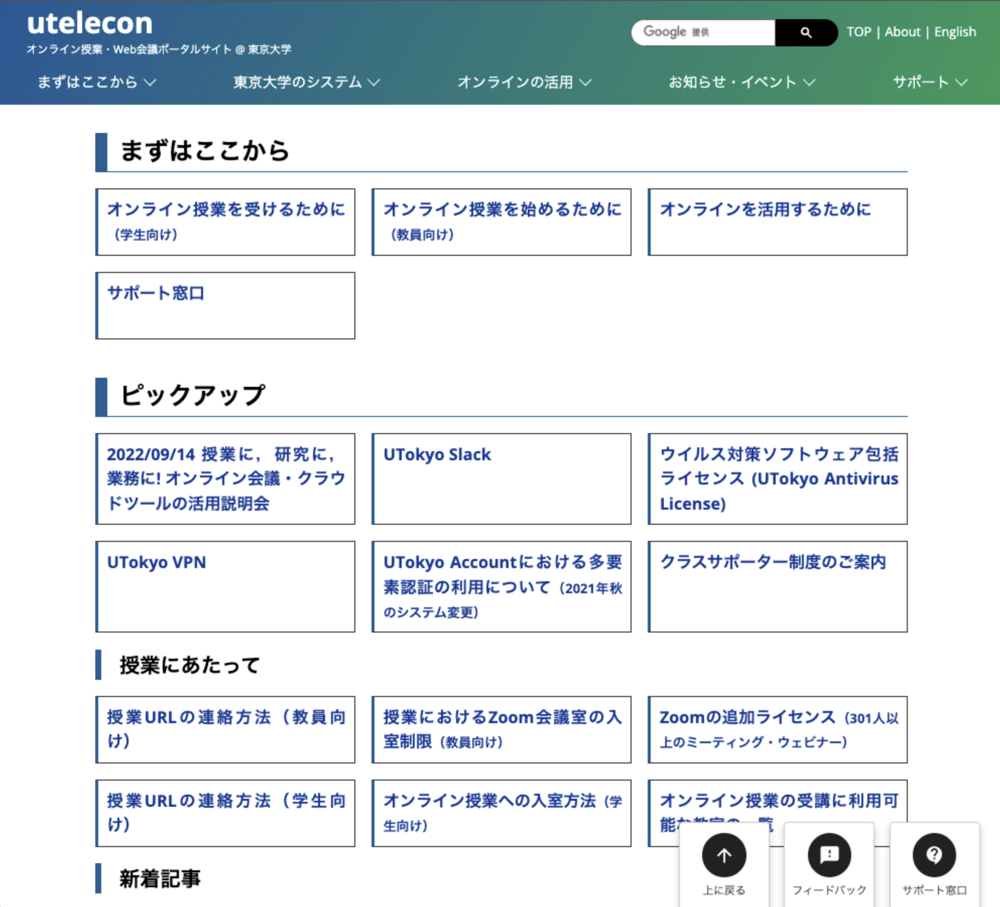 utelecon
オンライン授業・Web会議ポータルサイト @ 東京大学
Google 提供
TOP | About | English
まずはここから
東京大学のシステム
オンラインの活用
お知らせ・イベント
サポート
まずはここから
オンライン授業を受けるために
（学生向け）
オンライン授業を始めるために
（教員向け）
オンラインを活用するために
サポート窓口
ピックアップ
2022/09/14 授業に，研究に，
業務に! オンライン会議・クラウ
ドツールの活用説明会
UTokyo Slack
ウイルス対策ソフトウェア包括
ライセンス (UTokyo Antivirus
License)
UTokyo VPN
UTokyo Accountにおける多要
素認証の利用について（2021年秋
のシステム変更）
クラスサポーター制度のご案内
授業にあたって
授業URLの連絡方法（教員向
け）
授業におけるZoom会議室の入
室制限（教員向け）
Zoomの追加ライセンス（301人以
上のミーティング・ウェビナー）
授業URLの連絡方法（学生向
け）
オンライン授業への入室方法（学
生向け）
オンライン授業の受講に利用可
能な教室の一覧
新着記事
上に戻る
フィードバック
サポート窓口